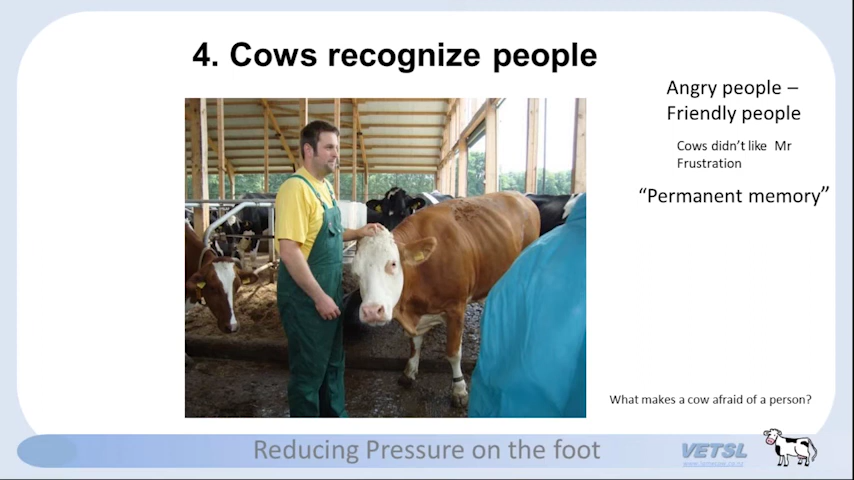 4. Cows recognize people
Angry people –
Friendly people
Cows didn't like Mr
Frustration
“Permanent memory”
What makes a cow afraid of a person?
Reducing Pressure on the foot
VETSL